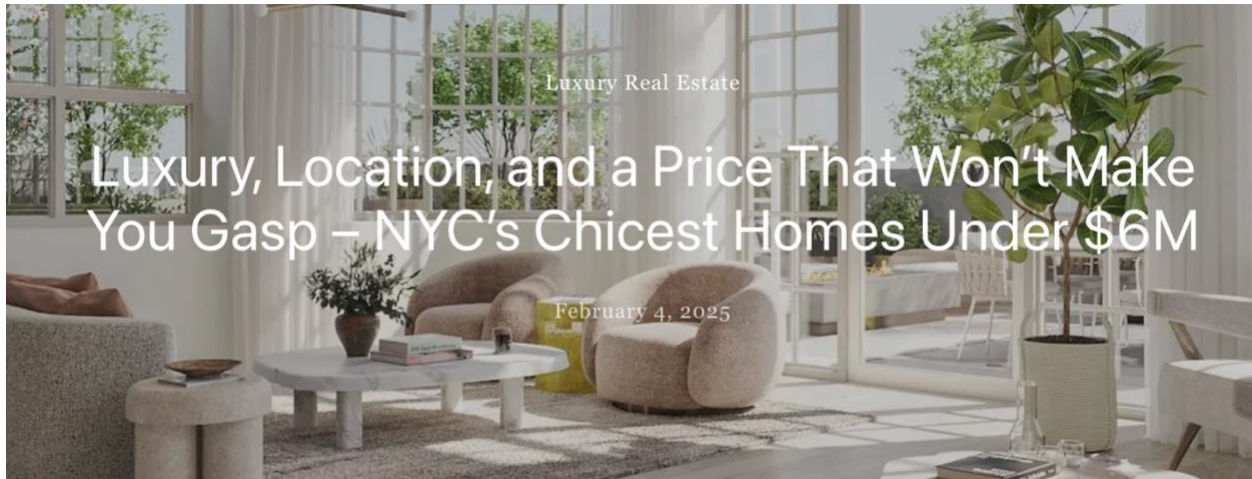 Luxury Real Estate
Luxury, Location, and a Price That Won’t Make
You Gasp – NYC’s Chicest Homes Under $6M
February 4, 2025